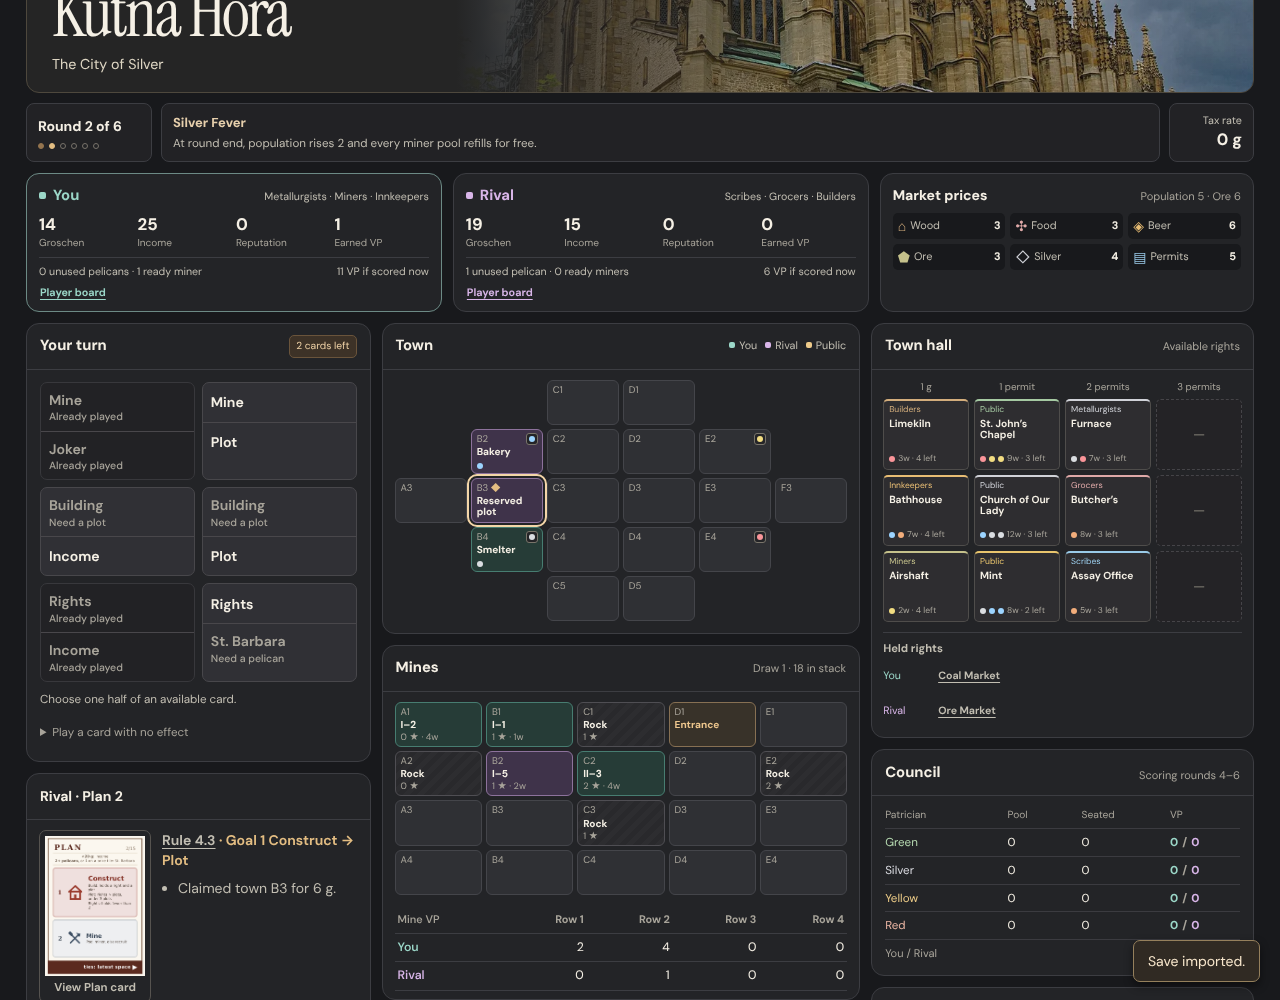 Kutná Hora
The City of Silver
Round 2 of 6
Silver Fever
At round end, population rises 2 and every miner pool refills for free.
Tax rate
0 g
You
Metallurgists · Miners · Innkeepers
14 25 0 1
Groschen Income Reputation Earned VP
0 unused pelicans · 1 ready miner
11 VP if scored now
Player board
Rival
Scribes · Grocers · Builders
19 15 0 0
Groschen Income Reputation Earned VP
1 unused pelican · 0 ready miners
6 VP if scored now
Player board
Market prices
Population 5 · Ore 6
Wood 3 Food 3 Beer 6
Ore 3 Silver 4 Permits 5
Your turn
2 cards left
Mine
Already played
Joker
Already played
Mine
Plot
Building
Need a plot
Income
Building
Need a plot
Plot
Rights
Already played
Income
Already played
Rights
St. Barbara
Need a pelican
Choose one half of an available card.
Play a card with no effect
Rival · Plan 2
PLAN
Construct
1
2 Mine
View Plan card
Rule 4.3 · Goal 1 Construct →
Plot
• Claimed town B3 for 6 g.
Town
You Rival Public
C1 D1
B2
Bakery
C2 D2 E2
A3
B3
Reserved
plot
C3 D3 E3 F3
B4
Smelter
C4 D4 E4
C5 D5
Mines
Draw 1 · 18 in stack
A1
I–2
0 ★ · 4w
B1
I–1
1 ★ · 1w
C1
Rock
1 ★
D1
Entrance
E1
A2
Rock
0 ★
B2
I–5
1 ★ · 2w
C2
II–3
2 ★ · 4w
D2
E2
Rock
2 ★
A3
B3
C3
Rock
1 ★
D3
E3
A4 B4 C4 D4 E4
Mine VP Row 1 Row 2 Row 3 Row 4
You 2 4 0 0
Rival 0 1 0 0
Town hall
Available rights
1 g 1 permit 2 permits 3 permits
Builders
Limekiln
3w · 4 left
Public
St. John’s
Chapel
9w · 3 left
Metallurgists
Furnace
7w · 3 left
—
Innkeepers
Bathhouse
7w · 4 left
Public
Church of Our
Lady
12w · 3 left
Grocers
Butcher’s
8w · 3 left
—
Miners
Airshaft
2w · 4 left
Public
Mint
8w · 2 left
Scribes
Assay Office
5w · 3 left
—
Held rights
You Coal Market
Rival Ore Market
Council
Scoring rounds 4–6
Patrician Pool Seated VP
Green 0 0 0 / 0
Silver 0 0 0 / 0
Yellow 0 0 0 / 0
Red 0 0 0 / 0
You / Rival
Save imported.